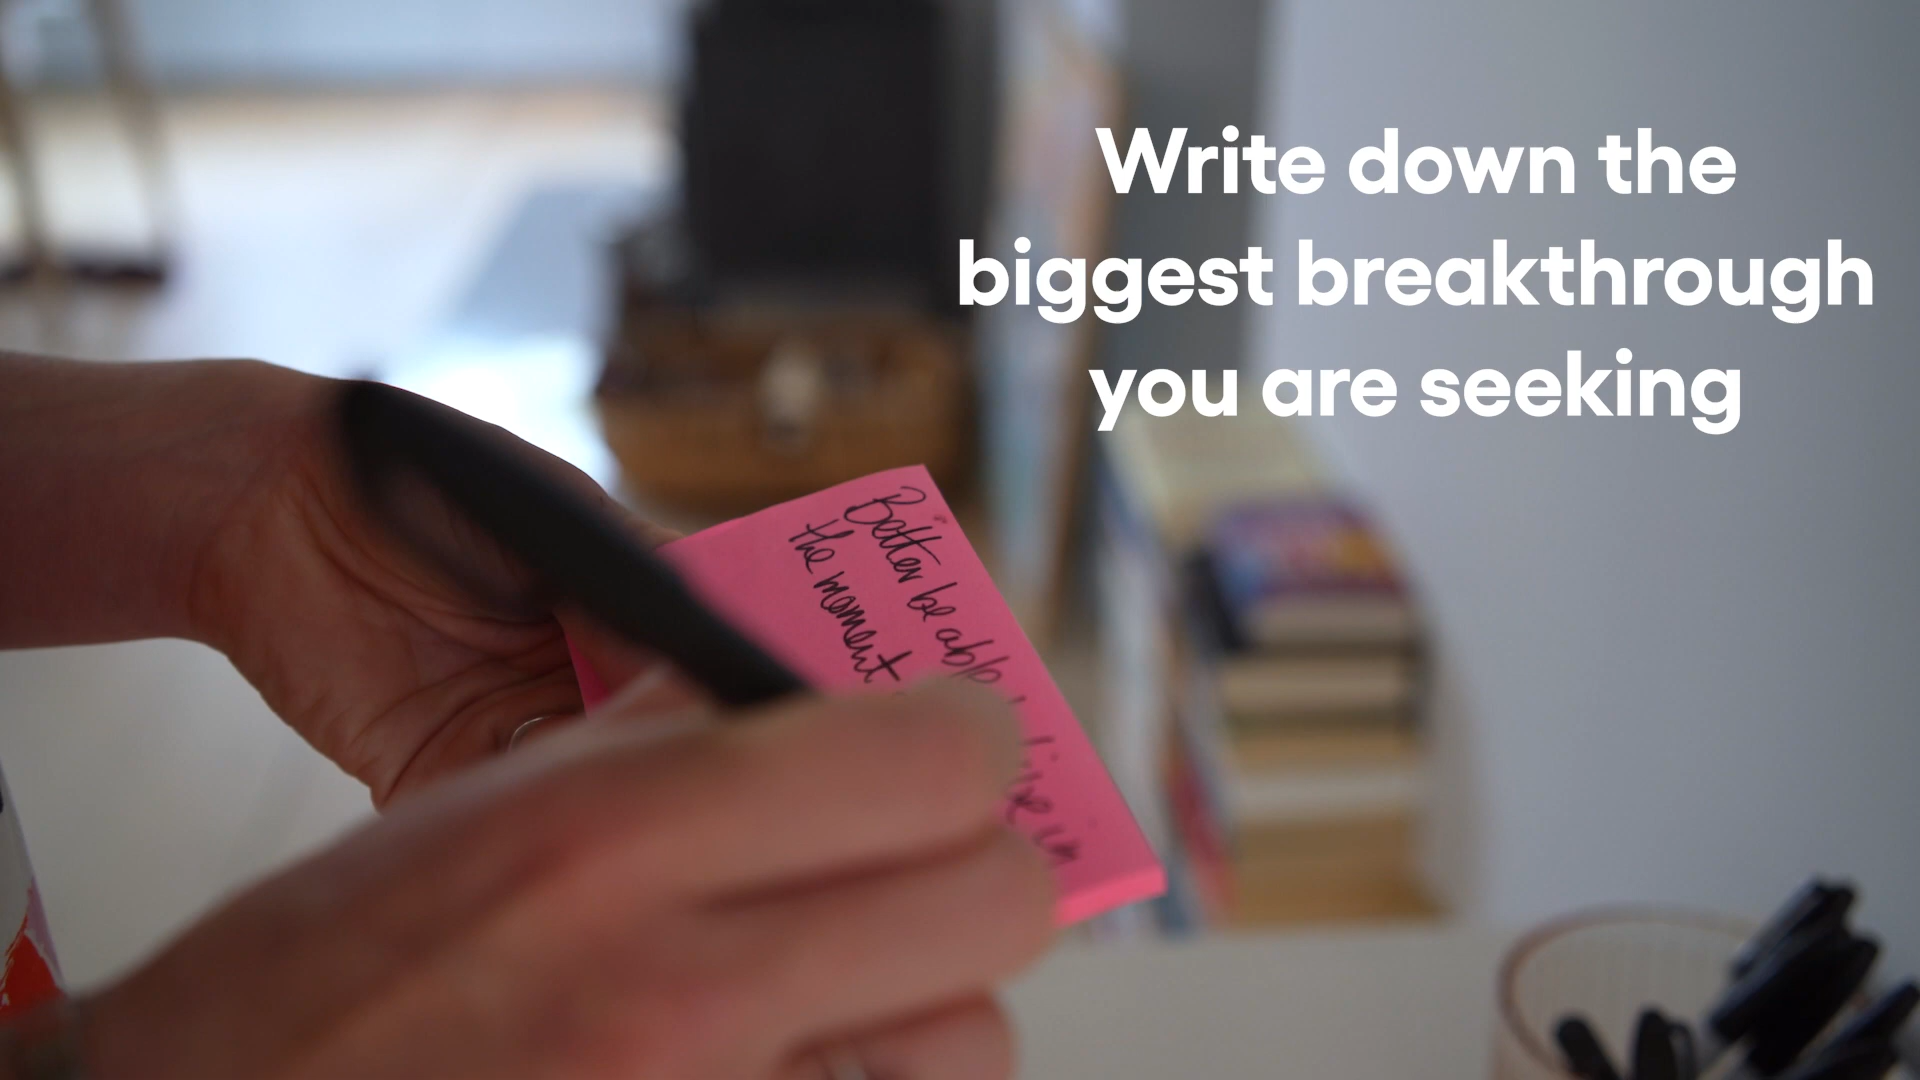 Write down the
biggest breakthrough
you are seeking
Better be able
the moment